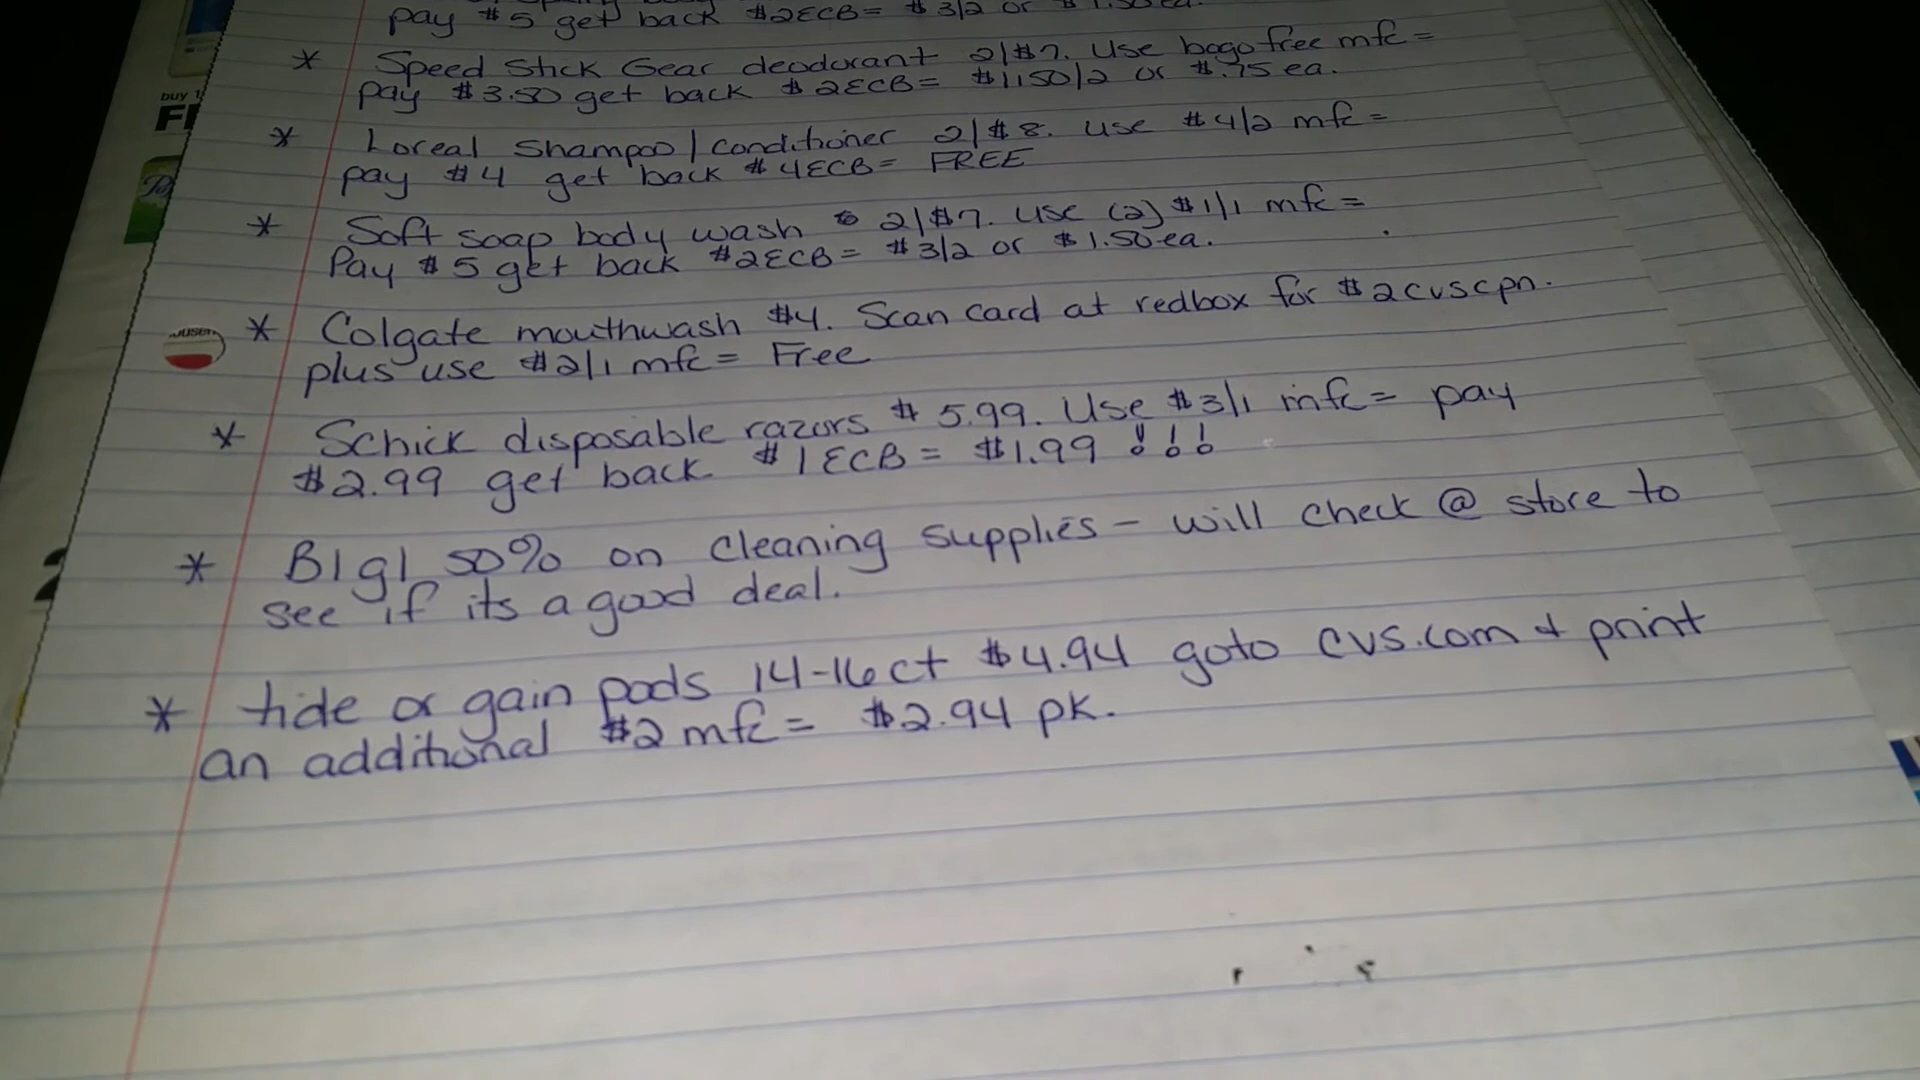 pay $5 get back $2ECB= $3/2 or $1.50 ea.
* Speed Stick Gear deodorant 2/$7. Use bogo free mfc =
pay $3.50 get back $2ECB= $1.50/2 or $.75 ea.
* Loreal Shampoo/conditioner 2/$8. use $4/2 mfc =
pay $4 get back $4ECB= FREE
* Soft soap body wash 2/$7. use (2) $1/1 mfc =
Pay $5 get back $2ECB= $3/2 or $1.50 ea.
* Colgate mouthwash $4. Scan card at redbox for $2cvscpn.
plus use $2/1 mfc = Free
* Schick disposable razors $5.99. Use $3/1 mfc = pay
$2.99 get back $1ECB= $1.99 !!!
* B1g1 50% on cleaning supplies - will check @ store to
see if its a good deal.
* tide or gain pods 14-16ct $4.94 goto cvs.com + print
an additional $2 mfc = $2.94 pk.
buy 1